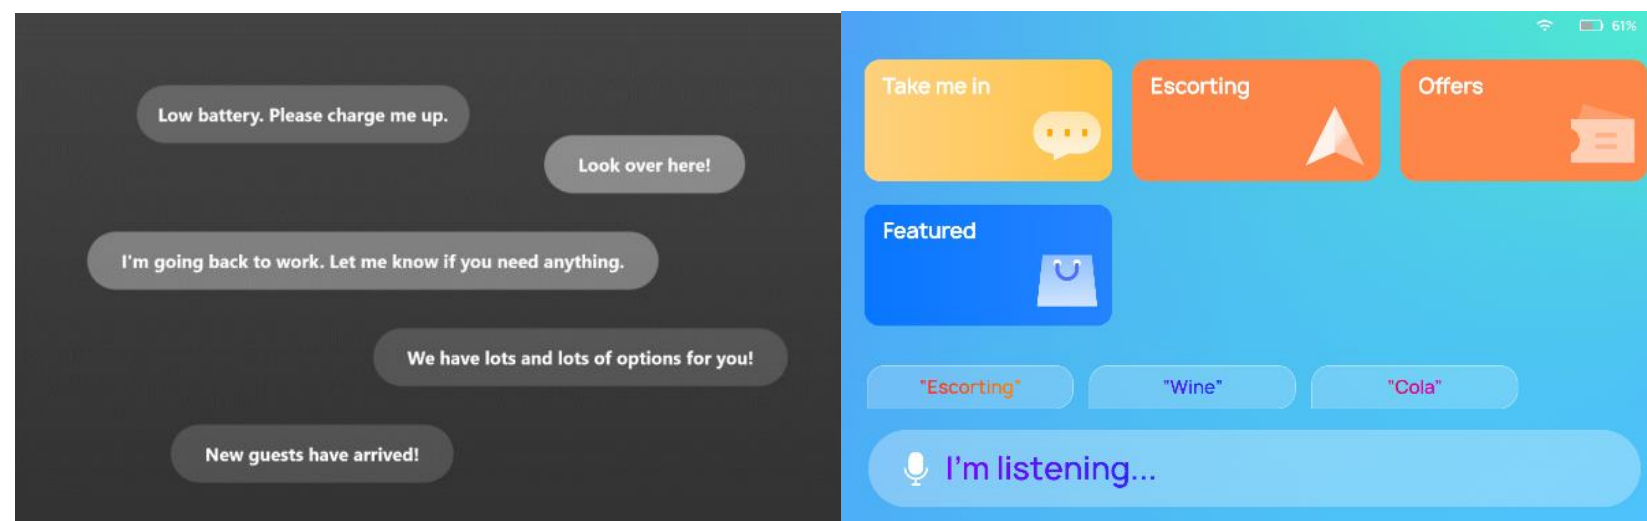 Low battery. Please charge me up.
Look over here!
I'm going back to work. Let me know if you need anything.
We have lots and lots of options for you!
New guests have arrived!
61%
Take me in
Escorting
Offers
Featured
"Escorting"
"Wine"
"Cola"
I'm listening...